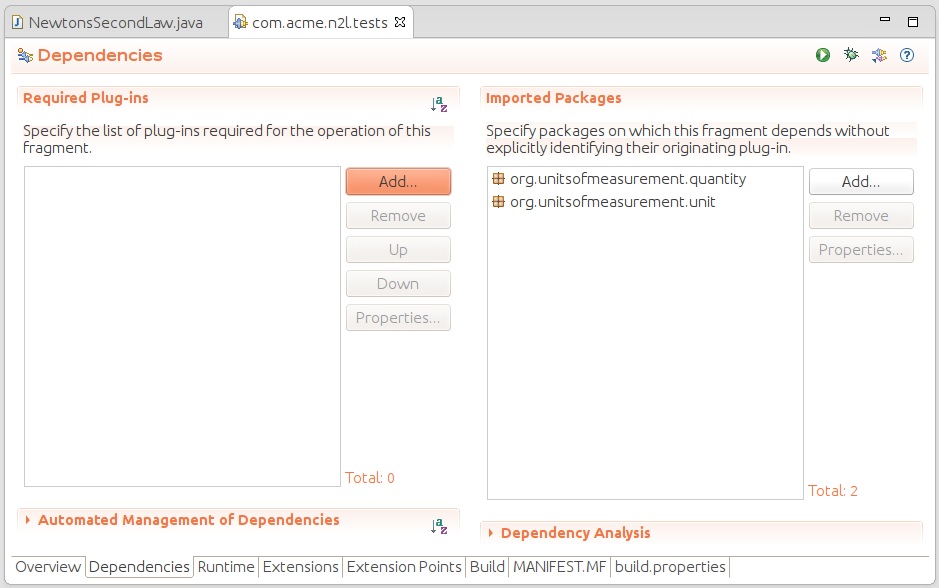 NewtonsSecondLaw.java
com.acme.n2l.tests
Dependencies
Required Plug-ins
Specify the list of plug-ins required for the operation of this
fragment.
Add...
Remove
Up
Down
Properties...
Total: 0
Automated Management of Dependencies
Imported Packages
Specify packages on which this fragment depends without
explicitly identifying their originating plug-in.
org.unitsofmeasurement.quantity
org.unitsofmeasurement.unit
Add...
Remove
Properties...
Total: 2
Dependency Analysis
Overview Dependencies Runtime Extensions Extension Points Build MANIFEST.MF build.properties